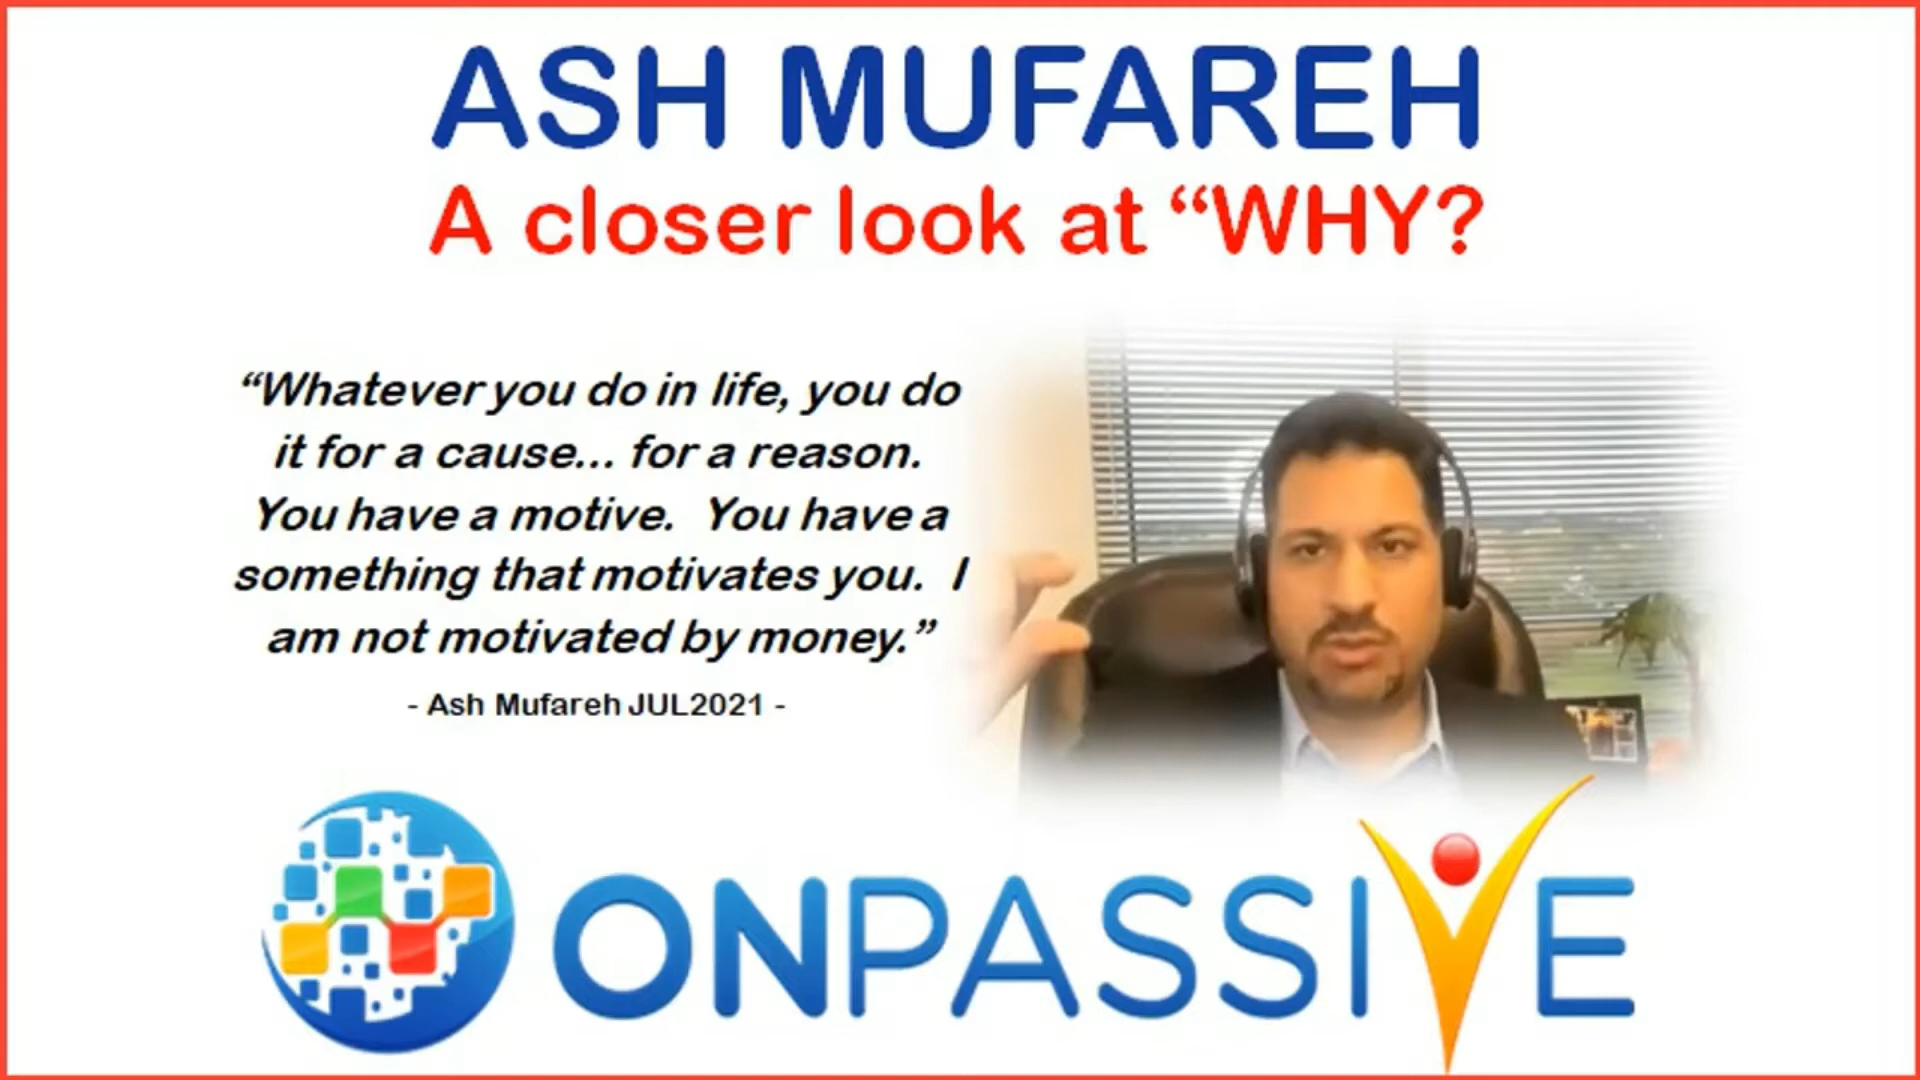 ASH MUFAREH
A closer look at “WHY?
“Whatever you do in life, you do
it for a cause... for a reason.
You have a motive. You have a
something that motivates you. I
am not motivated by money.”
- Ash Mufareh JUL2021 -
ONPASSIVE